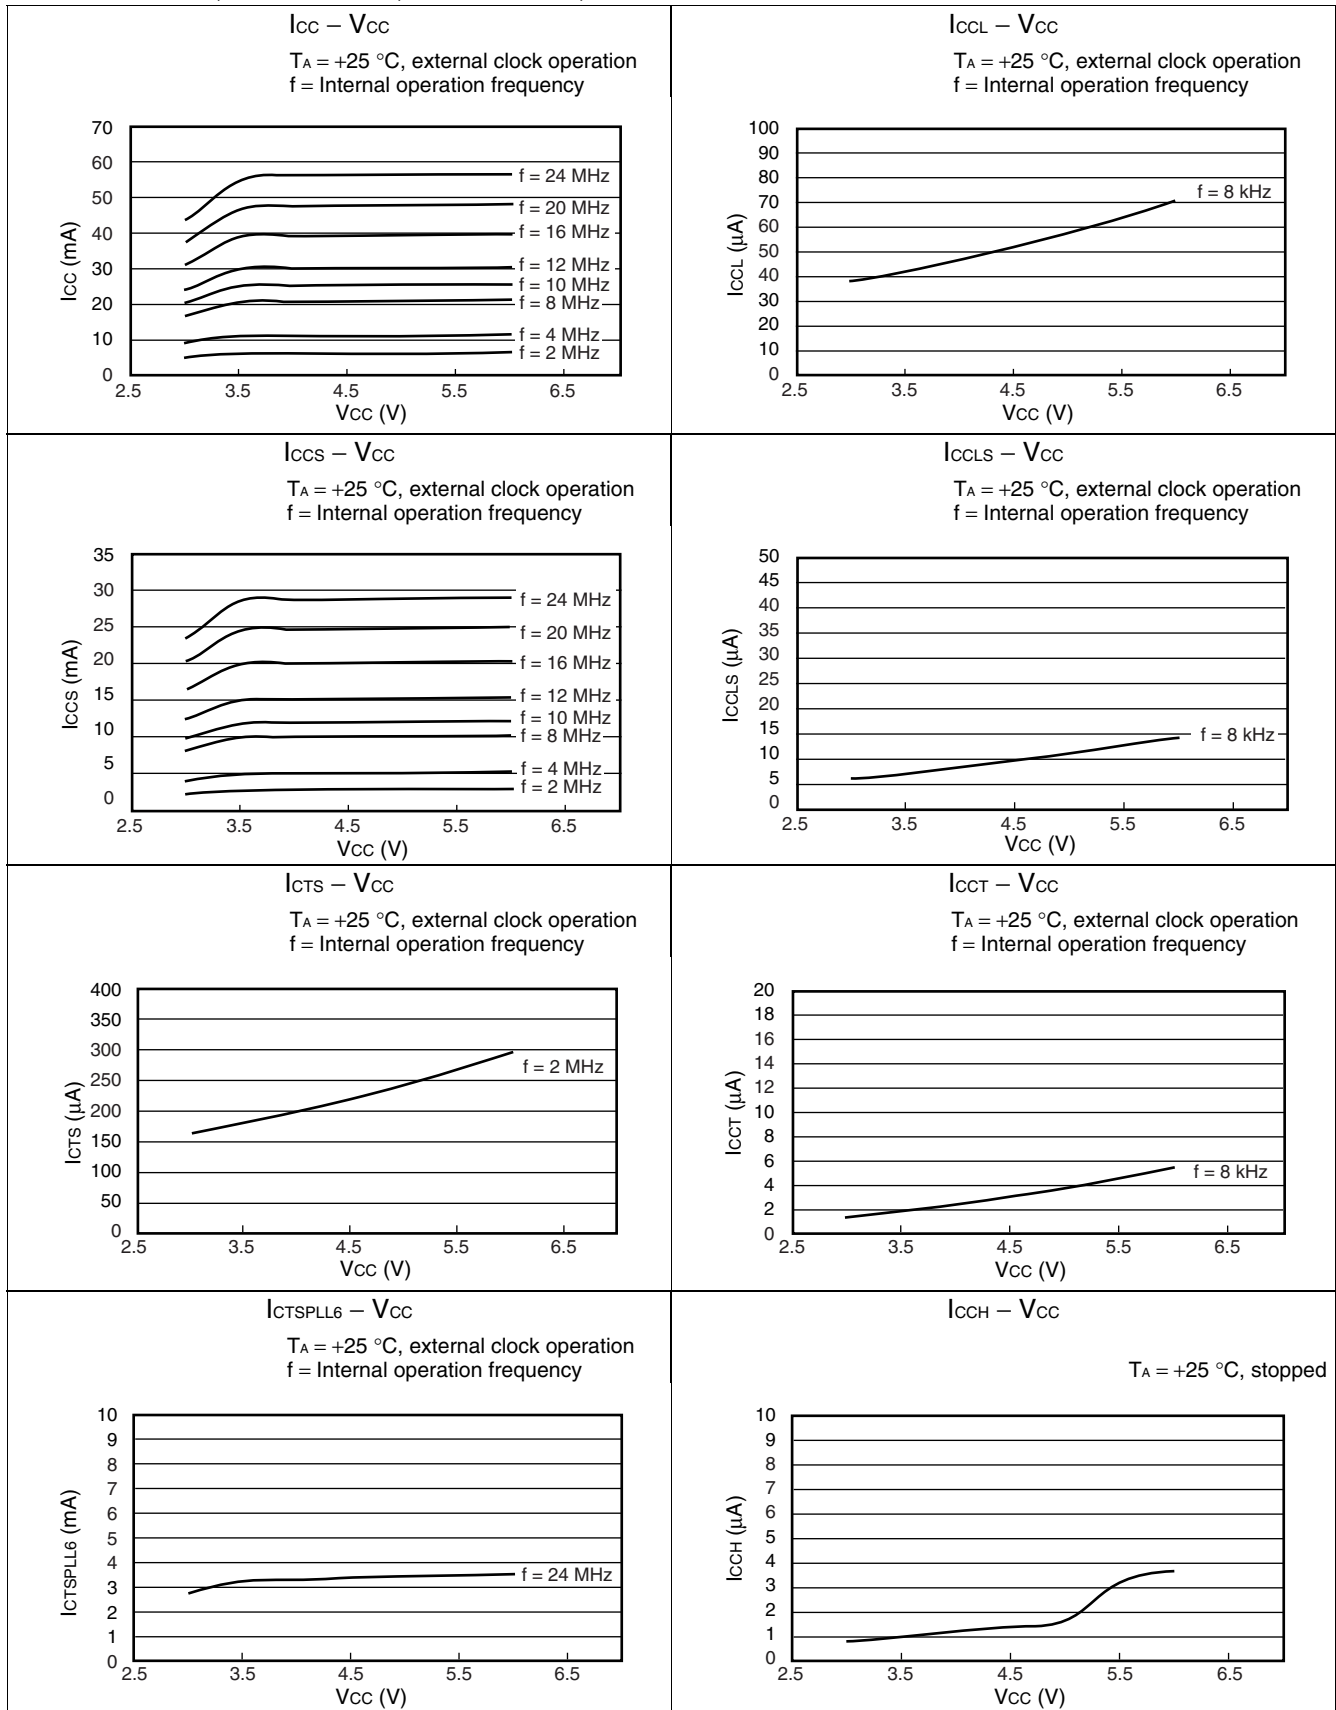 ICC – VCC
TA = +25 °C, external clock operation
f = Internal operation frequency
70
60
50
40
30
20
10
0
ICC (mA)
f = 24 MHz
f = 20 MHz
f = 16 MHz
f = 12 MHz
f = 10 MHz
f = 8 MHz
f = 4 MHz
f = 2 MHz
2.5 3.5 4.5 5.5 6.5
VCC (V)
ICCL – VCC
TA = +25 °C, external clock operation
f = Internal operation frequency
100
90
80
70
60
50
40
30
20
10
0
ICCL (µA)
f = 8 kHz
2.5 3.5 4.5 5.5 6.5
VCC (V)
ICCS – VCC
TA = +25 °C, external clock operation
f = Internal operation frequency
35
30
25
20
15
10
5
0
ICCS (mA)
f = 24 MHz
f = 20 MHz
f = 16 MHz
f = 12 MHz
f = 10 MHz
f = 8 MHz
f = 4 MHz
f = 2 MHz
2.5 3.5 4.5 5.5 6.5
VCC (V)
ICCLS – VCC
TA = +25 °C, external clock operation
f = Internal operation frequency
50
45
40
35
30
25
20
15
10
5
0
ICCLS (µA)
f = 8 kHz
2.5 3.5 4.5 5.5 6.5
VCC (V)
ICTS – VCC
TA = +25 °C, external clock operation
f = Internal operation frequency
400
350
300
250
200
150
100
50
0
ICTS (µA)
f = 2 MHz
2.5 3.5 4.5 5.5 6.5
VCC (V)
ICCT – VCC
TA = +25 °C, external clock operation
f = Internal operation frequency
20
18
16
14
12
10
8
6
4
2
0
ICCT (µA)
f = 8 kHz
2.5 3.5 4.5 5.5 6.5
VCC (V)
ICTSPLL6 – VCC
TA = +25 °C, external clock operation
f = Internal operation frequency
10
9
8
7
6
5
4
3
2
1
0
ICTSPLL6 (mA)
f = 24 MHz
2.5 3.5 4.5 5.5 6.5
VCC (V)
ICCH – VCC
TA = +25 °C, stopped
10
9
8
7
6
5
4
3
2
1
0
ICCH (µA)
2.5 3.5 4.5 5.5 6.5
VCC (V)